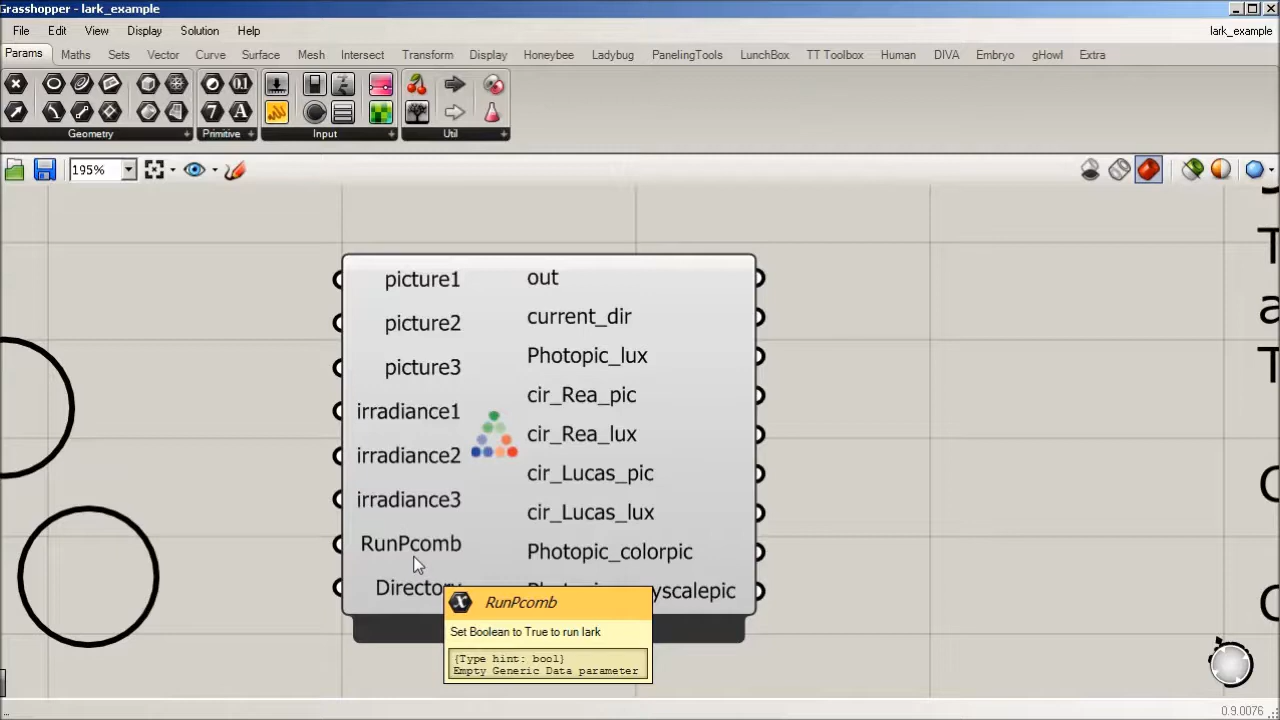 Grasshopper - lark_example
File Edit View Display Solution Help
lark_example
Params Maths Sets Vector Curve Surface Mesh Intersect Transform Display Honeybee Ladybug PanelingTools LunchBox TT Toolbox Human DIVA Embryo gHowl Extra
Geometry Primitive Input Util
195%
picture1
picture2
picture3
irradiance1
irradiance2
irradiance3
RunPcomb
out
current_dir
Photopic_lux
cir_Rea_pic
cir_Rea_lux
cir_Lucas_pic
cir_Lucas_lux
Photopic_colorpic
yscalepic
RunPcomb
Set Boolean to True to run lark
{Type hint: bool}
Empty Generic Data parameter
0.9.0076